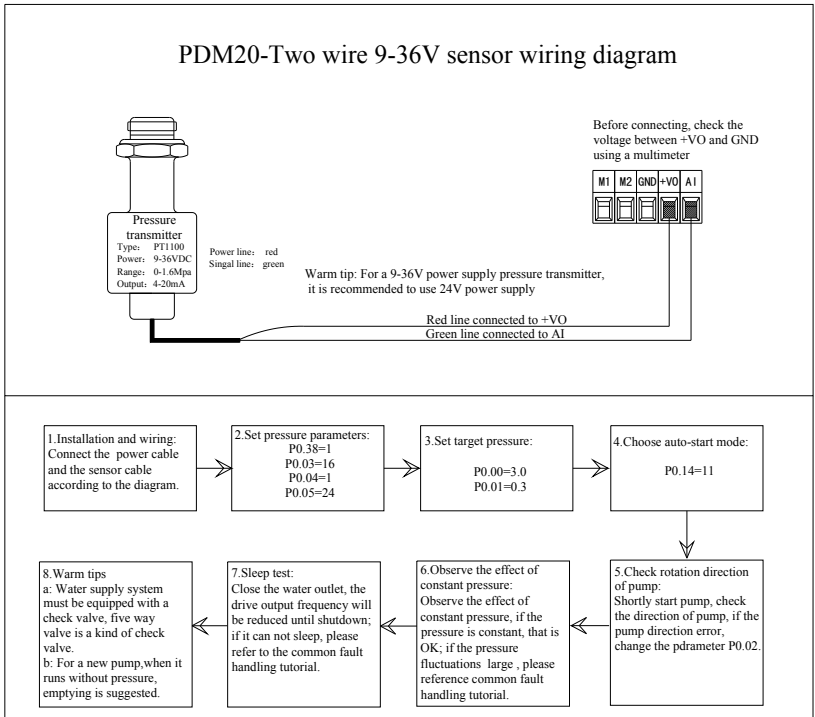 PDM20-Two wire 9-36V sensor wiring diagram
Before connecting, check the
voltage between +VO and GND
using a multimeter
M1 M2 GND +VO AI
Pressure
transmitter
Type: PT1100
Power: 9-36VDC
Range: 0-1.6Mpa
Output: 4-20mA
Power line: red
Singal line: green
Warm tip: For a 9-36V power supply pressure transmitter,
it is recommended to use 24V power supply
Red line connected to +VO
Green line connected to AI
1.Installation and wiring:
Connect the power cable
and the sensor cable
according to the diagram.
2.Set pressure parameters:
P0.38=1
P0.03=16
P0.04=1
P0.05=24
3.Set target pressure:
P0.00=3.0
P0.01=0.3
4.Choose auto-start mode:
P0.14=11
5.Check rotation direction
of pump:
Shortly start pump, check
the direction of pump, if the
pump direction error,
change the pdrameter P0.02.
6.Observe the effect of
constant pressure:
Observe the effect of
constant pressure, if the
pressure is constant, that is
OK; if the pressure
fluctuations large , please
reference common fault
handling tutorial.
7.Sleep test:
Close the water outlet, the
drive output frequency will
be reduced until shutdown;
if it can not sleep, please
refer to the common fault
handling tutorial.
8.Warm tips
a: Water supply system
must be equipped with a
check valve, five way
valve is a kind of check
valve.
b: For a new pump,when it
runs without pressure,
emptying is suggested.